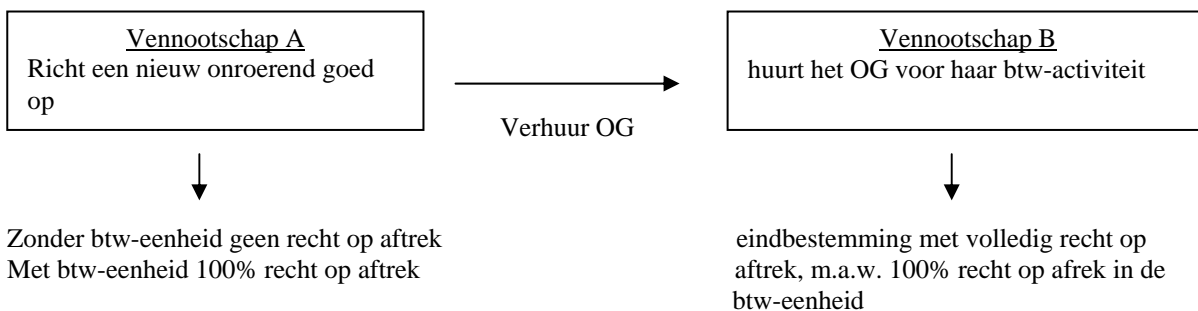 Vennootschap A
Richt een nieuw onroerend goed
op
Verhuur OG
Vennootschap B
huurt het OG voor haar btw-activiteit
Zonder btw-eenheid geen recht op aftrek
Met btw-eenheid 100% recht op aftrek
eindbestemming met volledig recht op
aftrek, m.a.w. 100% recht op afrek in de
btw-eenheid